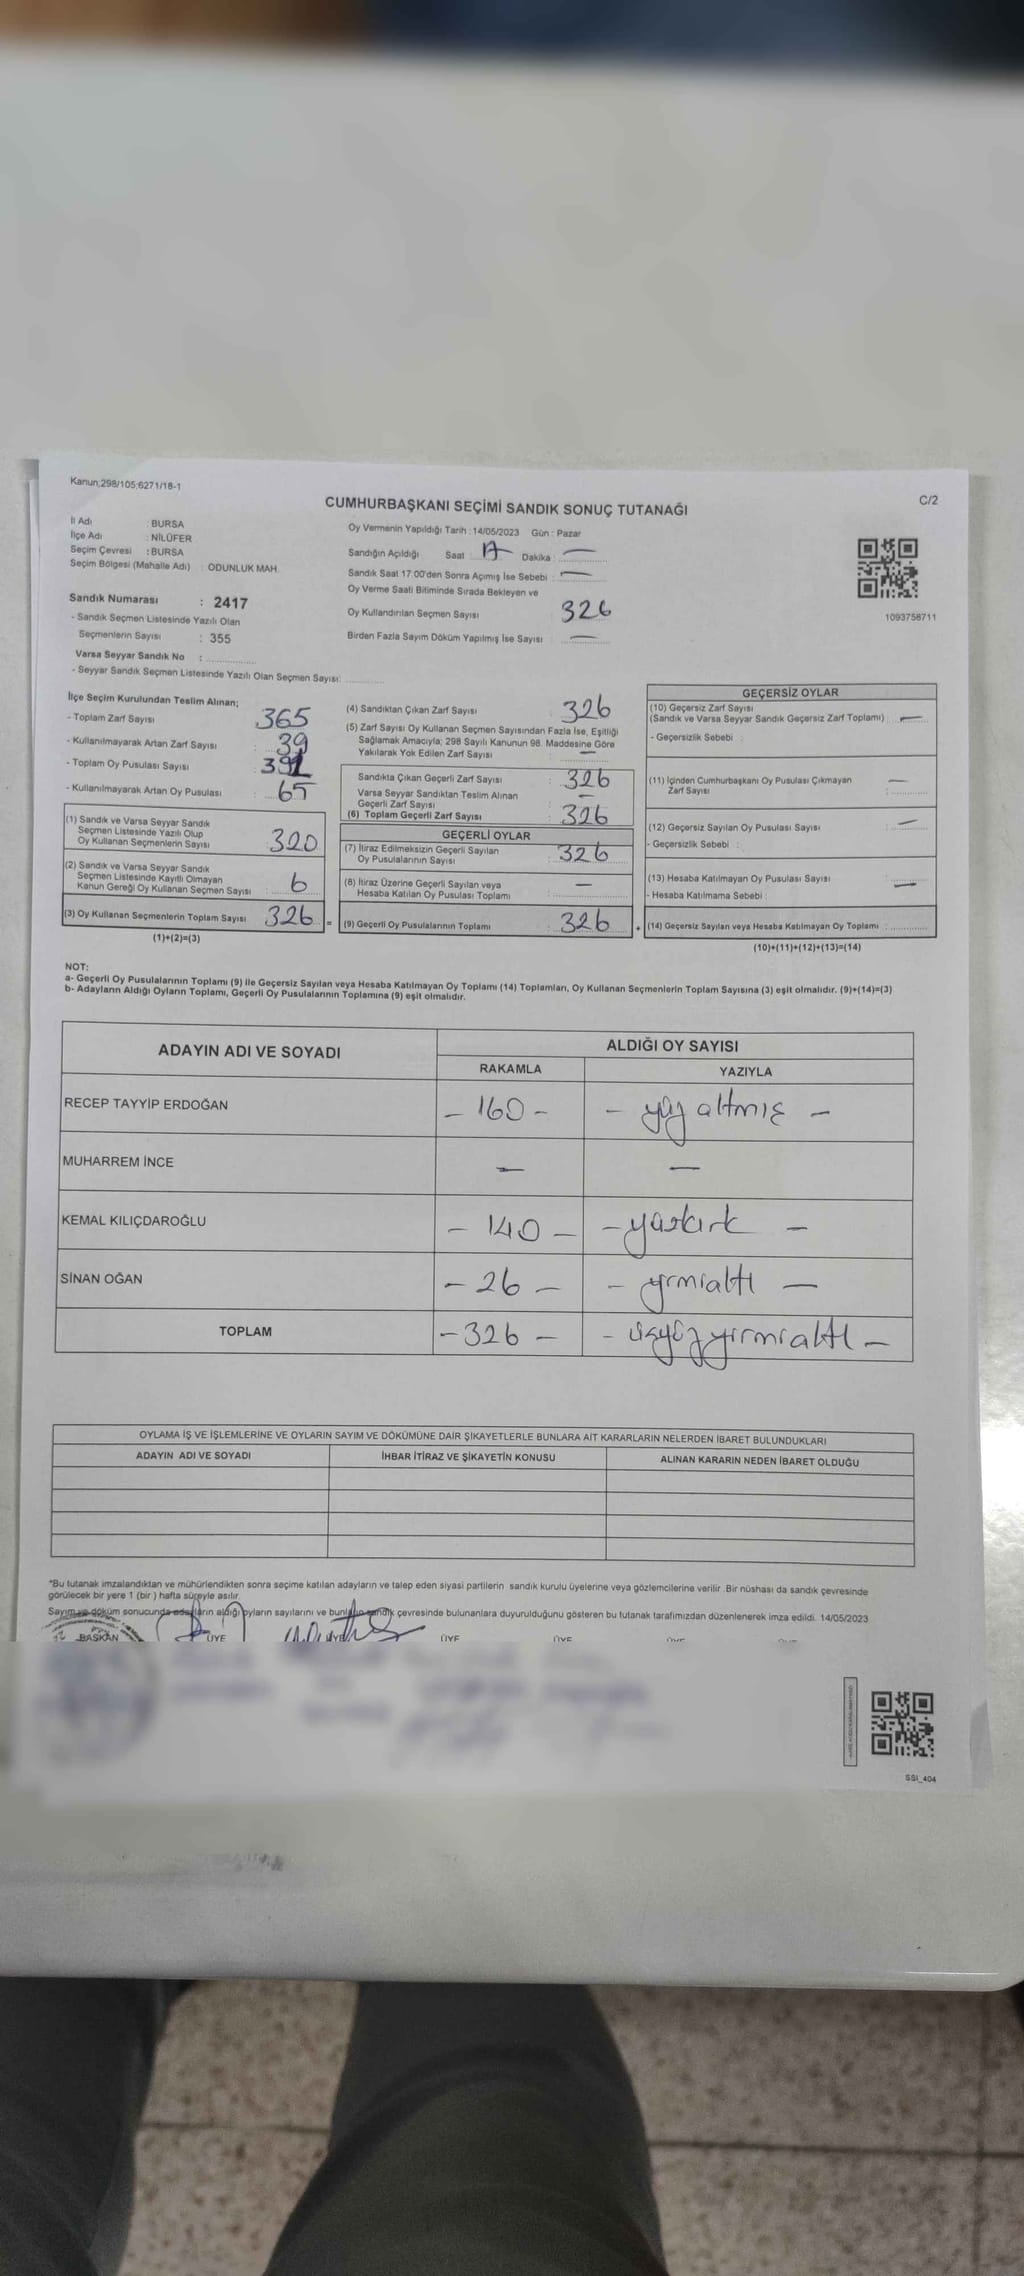 Kanun;298/105;6271/18-1
CUMHURBAŞKANI SEÇİMİ SANDIK SONUÇ TUTANAĞI
C/2
İl Adı : BURSA
İlçe Adı : NİLÜFER
Seçim Çevresi : BURSA
Seçim Bölgesi (Mahalle Adı) : ODUNLUK MAH.
Sandık Numarası : 2417
- Sandık Seçmen Listesinde Yazılı Olan
Seçmenlerin Sayısı : 355
Varsa Seyyar Sandık No :
- Seyyar Sandık Seçmen Listesinde Yazılı Olan Seçmen Sayısı:
Oy Vermenin Yapıldığı Tarih : 14/05/2023 Gün : Pazar
Sandığın Açıldığı Saat : 17 Dakika : —
Sandık Saat 17.00'den Sonra Açımış İse Sebebi : —
Oy Verme Saati Bitiminde Sırada Bekleyen ve
Oy Kullandırılan Seçmen Sayısı 326
Birden Fazla Sayım Döküm Yapılmış İse Sayısı : —
1093758711
İlçe Seçim Kurulundan Teslim Alınan;
- Toplam Zarf Sayısı 365
- Kullanılmayarak Artan Zarf Sayısı : 39
- Toplam Oy Pusulası Sayısı : 391
- Kullanılmayarak Artan Oy Pusulası : 65
(1) Sandık ve Varsa Seyyar Sandık
Seçmen Listesinde Yazılı Olup
Oy Kullanan Seçmenlerin Sayısı : 320
(2) Sandık ve Varsa Seyyar Sandık
Seçmen Listesinde Kayıtlı Olmayan
Kanun Gereği Oy Kullanan Seçmen Sayısı : 6
(3) Oy Kullanan Seçmenlerin Toplam Sayısı 326 =
(1)+(2)=(3)
(4) Sandıktan Çıkan Zarf Sayısı 326
(5) Zarf Sayısı Oy Kullanan Seçmen Sayısından Fazla İse, Eşitliği
Sağlamak Amacıyla; 298 Sayılı Kanunun 98. Maddesine Göre
Yakılarak Yok Edilen Zarf Sayısı : —
Sandıkta Çıkan Geçerli Zarf Sayısı : 326
Varsa Seyyar Sandıktan Teslim Alınan
Geçerli Zarf Sayısı : —
(6) Toplam Geçerli Zarf Sayısı : 326
GEÇERLİ OYLAR
(7) İtiraz Edilmeksizin Geçerli Sayılan
Oy Pusulalarının Sayısı : 326
(8) İtiraz Üzerine Geçerli Sayılan veya
Hesaba Katılan Oy Pusulası Toplamı : —
(9) Geçerli Oy Pusulalarının Toplamı : 326 +
GEÇERSİZ OYLAR
(10) Geçersiz Zarf Sayısı
(Sandık ve Varsa Seyyar Sandık Geçersiz Zarf Toplamı) : —
- Geçersizlik Sebebi :
(11) İçinden Cumhurbaşkanı Oy Pusulası Çıkmayan
Zarf Sayısı : —
(12) Geçersiz Sayılan Oy Pusulası Sayısı : —
- Geçersizlik Sebebi :
(13) Hesaba Katılmayan Oy Pusulası Sayısı : —
- Hesaba Katılmama Sebebi :
(14) Geçersiz Sayılan veya Hesaba Katılmayan Oy Toplamı :
(10)+(11)+(12)+(13)=(14)
NOT:
a- Geçerli Oy Pusulalarının Toplamı (9) ile Geçersiz Sayılan veya Hesaba Katılmayan Oy Toplamı (14) Toplamları, Oy Kullanan Seçmenlerin Toplam Sayısına (3) eşit olmalıdır. (9)+(14)=(3)
b- Adayların Aldığı Oyların Toplamı, Geçerli Oy Pusulalarının Toplamına (9) eşit olmalıdır.
ADAYIN ADI VE SOYADI
ALDIĞI OY SAYISI
RAKAMLA YAZIYLA
RECEP TAYYİP ERDOĞAN – 160 – – yüz altmış –
MUHARREM İNCE — —
KEMAL KILIÇDAROĞLU – 140 – – yüzkırk –
SİNAN OĞAN – 26 – – yirmialtı –
TOPLAM – 326 – – üçyüzyirmialtı –
OYLAMA İŞ VE İŞLEMLERİNE VE OYLARIN SAYIM VE DÖKÜMÜNE DAİR ŞİKAYETLERLE BUNLARA AİT KARARLARIN NELERDEN İBARET BULUNDUKLARI
ADAYIN ADI VE SOYADI İHBAR İTİRAZ VE ŞİKAYETİN KONUSU ALINAN KARARIN NEDEN İBARET OLDUĞU
*Bu tutanak imzalandıktan ve mühürlendikten sonra seçime katılan adayların ve talep eden siyasi partilerin sandık kurulu üyelerine veya gözlemcilerine verilir. Bir nüshası da sandık çevresinde
görülecek bir yere 1 (bir ) hafta süreyle asılır.
Sayım ve döküm sonucunda adayların aldığı oyların sayılarını ve bunların sandık çevresinde bulunanlara duyurulduğunu gösteren bu tutanak tarafımızdan düzenlenerek imza edildi. 14/05/2023
BAŞKAN ÜYE ÜYE ÜYE ÜYE
SSI_404